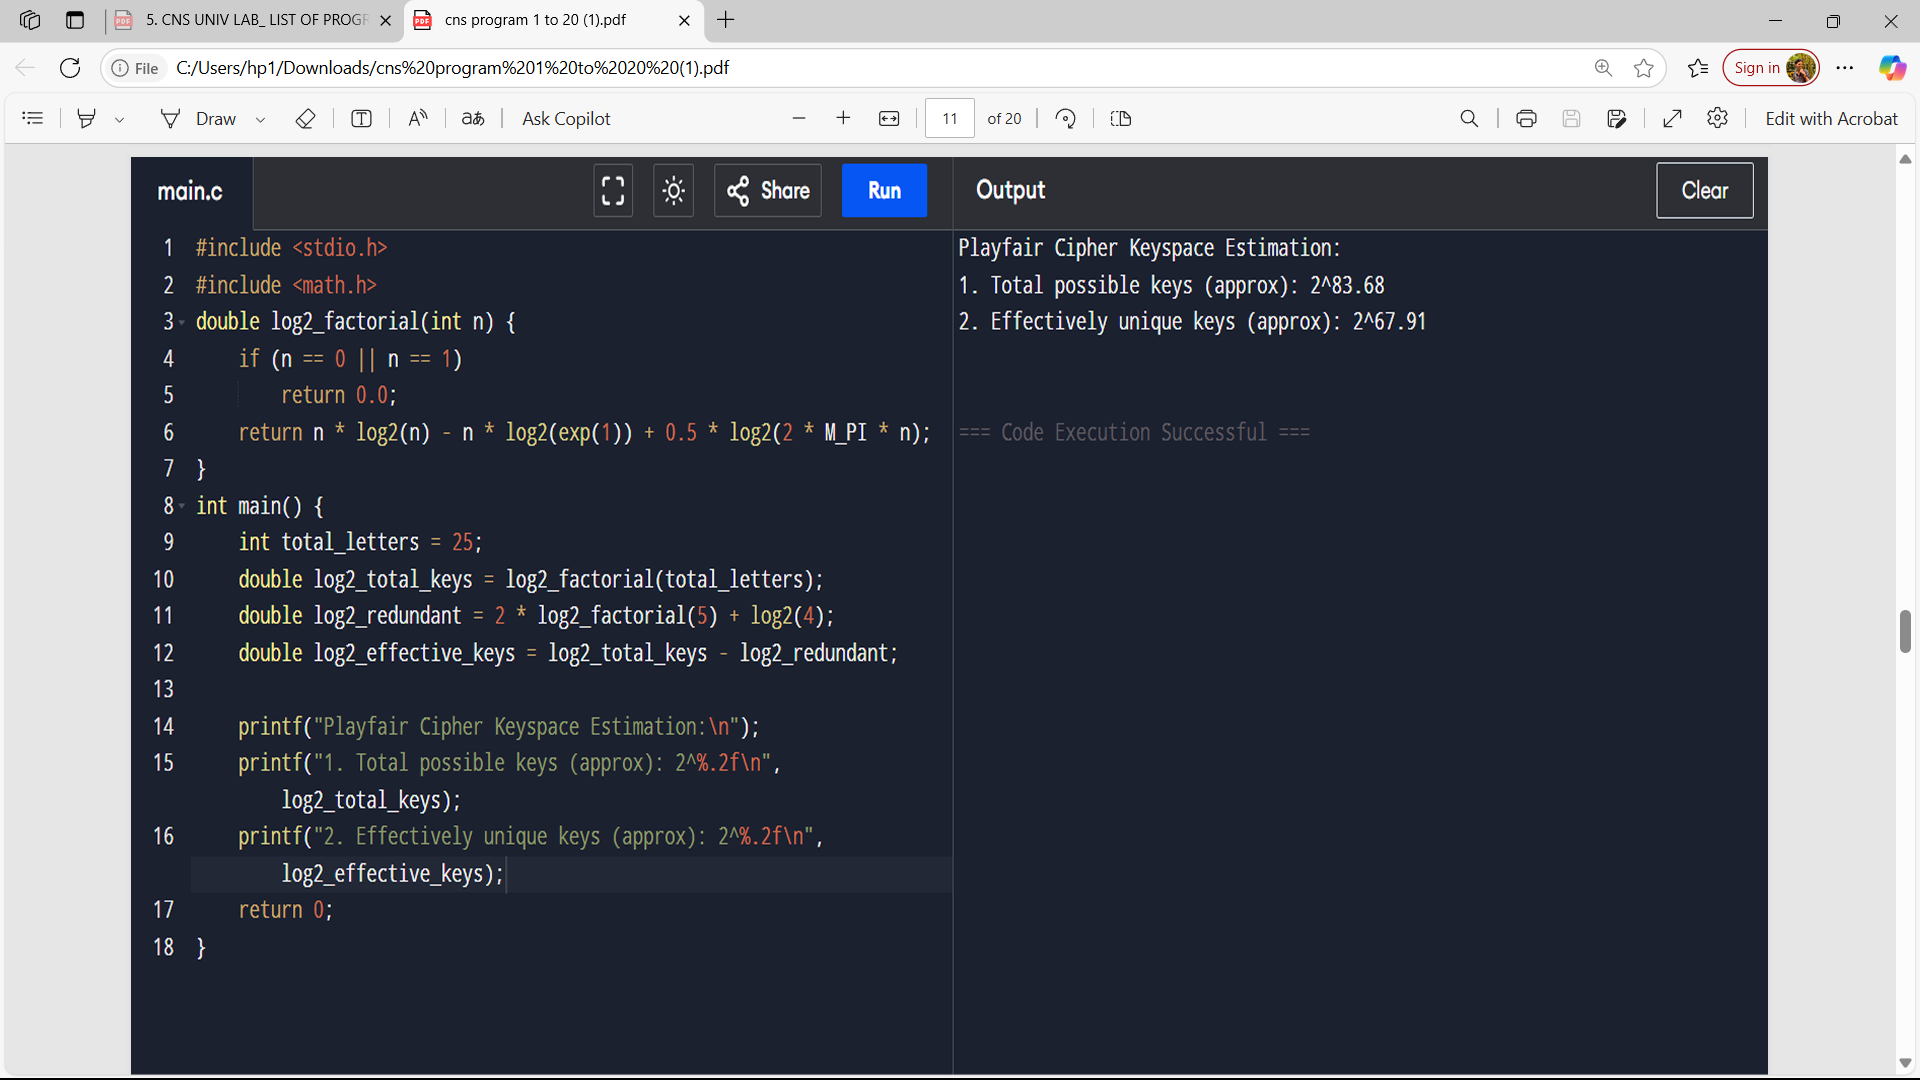 5. CNS UNIV LAB_ LIST OF PROGR
cns program 1 to 20 (1).pdf
File
C:/Users/hp1/Downloads/cns%20program%201%20to%2020%20(1).pdf
Sign in
Draw
Ask Copilot
11 of 20
Edit with Acrobat
main.c
Share
Run
Output
Clear
1 #include <stdio.h>
2 #include <math.h>
3 double log2_factorial(int n) {
4 if (n == 0 || n == 1)
5 return 0.0;
6 return n * log2(n) - n * log2(exp(1)) + 0.5 * log2(2 * M_PI * n);
7 }
8 int main() {
9 int total_letters = 25;
10 double log2_total_keys = log2_factorial(total_letters);
11 double log2_redundant = 2 * log2_factorial(5) + log2(4);
12 double log2_effective_keys = log2_total_keys - log2_redundant;
13
14 printf("Playfair Cipher Keyspace Estimation:\n");
15 printf("1. Total possible keys (approx): 2^%.2f\n",
log2_total_keys);
16 printf("2. Effectively unique keys (approx): 2^%.2f\n",
log2_effective_keys);
17 return 0;
18 }
Playfair Cipher Keyspace Estimation:
1. Total possible keys (approx): 2^83.68
2. Effectively unique keys (approx): 2^67.91
=== Code Execution Successful ===